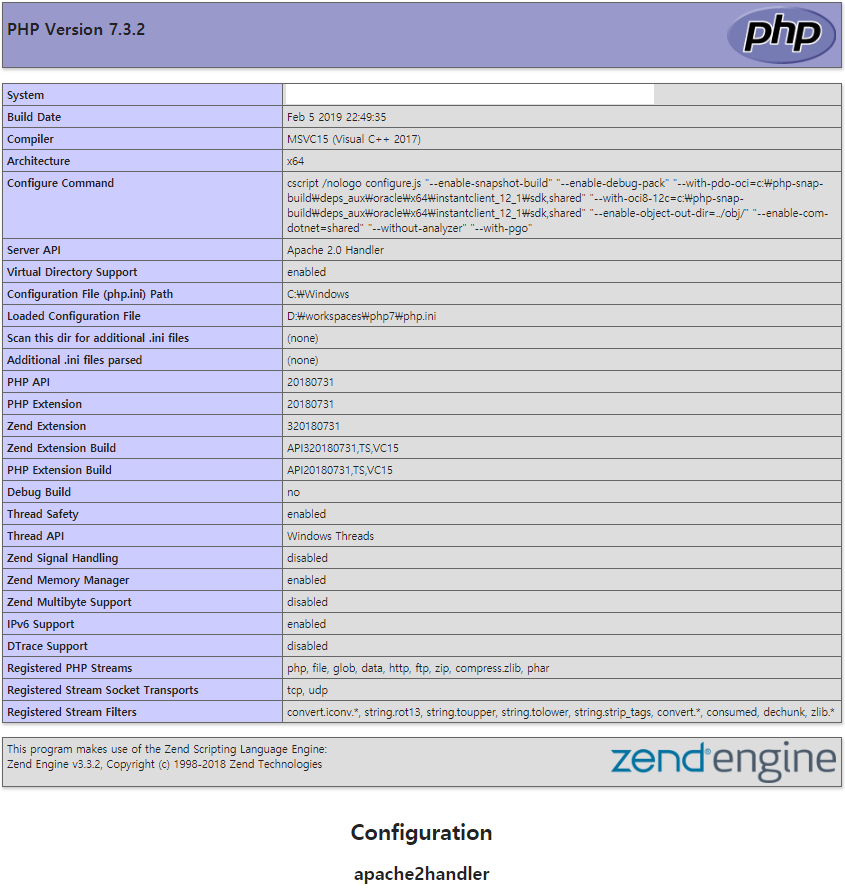 PHP Version 7.3.2
php
System
Build Date Feb 5 2019 22:49:35
Compiler MSVC15 (Visual C++ 2017)
Architecture x64
Configure Command cscript /nologo configure.js "--enable-snapshot-build" "--enable-debug-pack" "--with-pdo-oci=c:₩php-snap-
build₩deps_aux₩oracle₩x64₩instantclient_12_1₩sdk,shared" "--with-oci8-12c=c:₩php-snap-
build₩deps_aux₩oracle₩x64₩instantclient_12_1₩sdk,shared" "--enable-object-out-dir=../obj/" "--enable-com-
dotnet=shared" "--without-analyzer" "--with-pgo"
Server API Apache 2.0 Handler
Virtual Directory Support enabled
Configuration File (php.ini) Path C:₩Windows
Loaded Configuration File D:₩workspaces₩php7₩php.ini
Scan this dir for additional .ini files (none)
Additional .ini files parsed (none)
PHP API 20180731
PHP Extension 20180731
Zend Extension 320180731
Zend Extension Build API320180731,TS,VC15
PHP Extension Build API20180731,TS,VC15
Debug Build no
Thread Safety enabled
Thread API Windows Threads
Zend Signal Handling disabled
Zend Memory Manager enabled
Zend Multibyte Support disabled
IPv6 Support enabled
DTrace Support disabled
Registered PHP Streams php, file, glob, data, http, ftp, zip, compress.zlib, phar
Registered Stream Socket Transports tcp, udp
Registered Stream Filters convert.iconv.*, string.rot13, string.toupper, string.tolower, string.strip_tags, convert.*, consumed, dechunk, zlib.*
This program makes use of the Zend Scripting Language Engine:
Zend Engine v3.3.2, Copyright (c) 1998-2018 Zend Technologies
zend® engine
Configuration
apache2handler